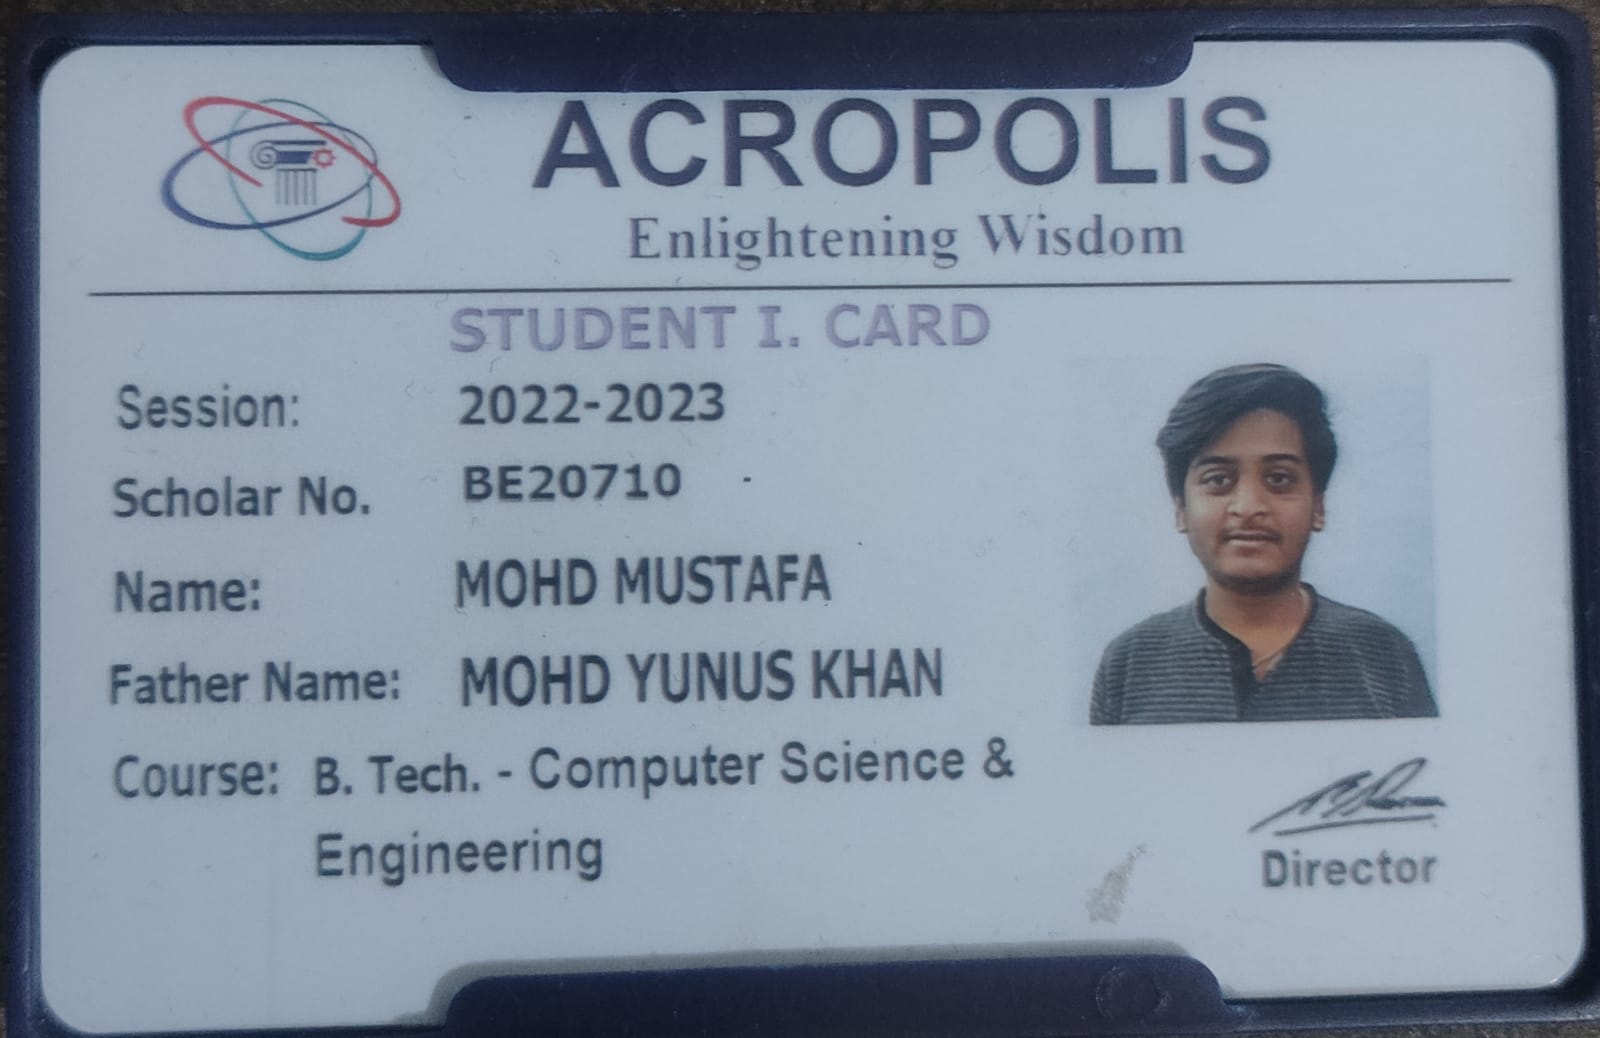 ACROPOLIS
Enlightening Wisdom
STUDENT I. CARD
Session: 2022-2023
Scholar No. BE20710
Name: MOHD MUSTAFA
Father Name: MOHD YUNUS KHAN
Course: B. Tech. - Computer Science &
Engineering
Director